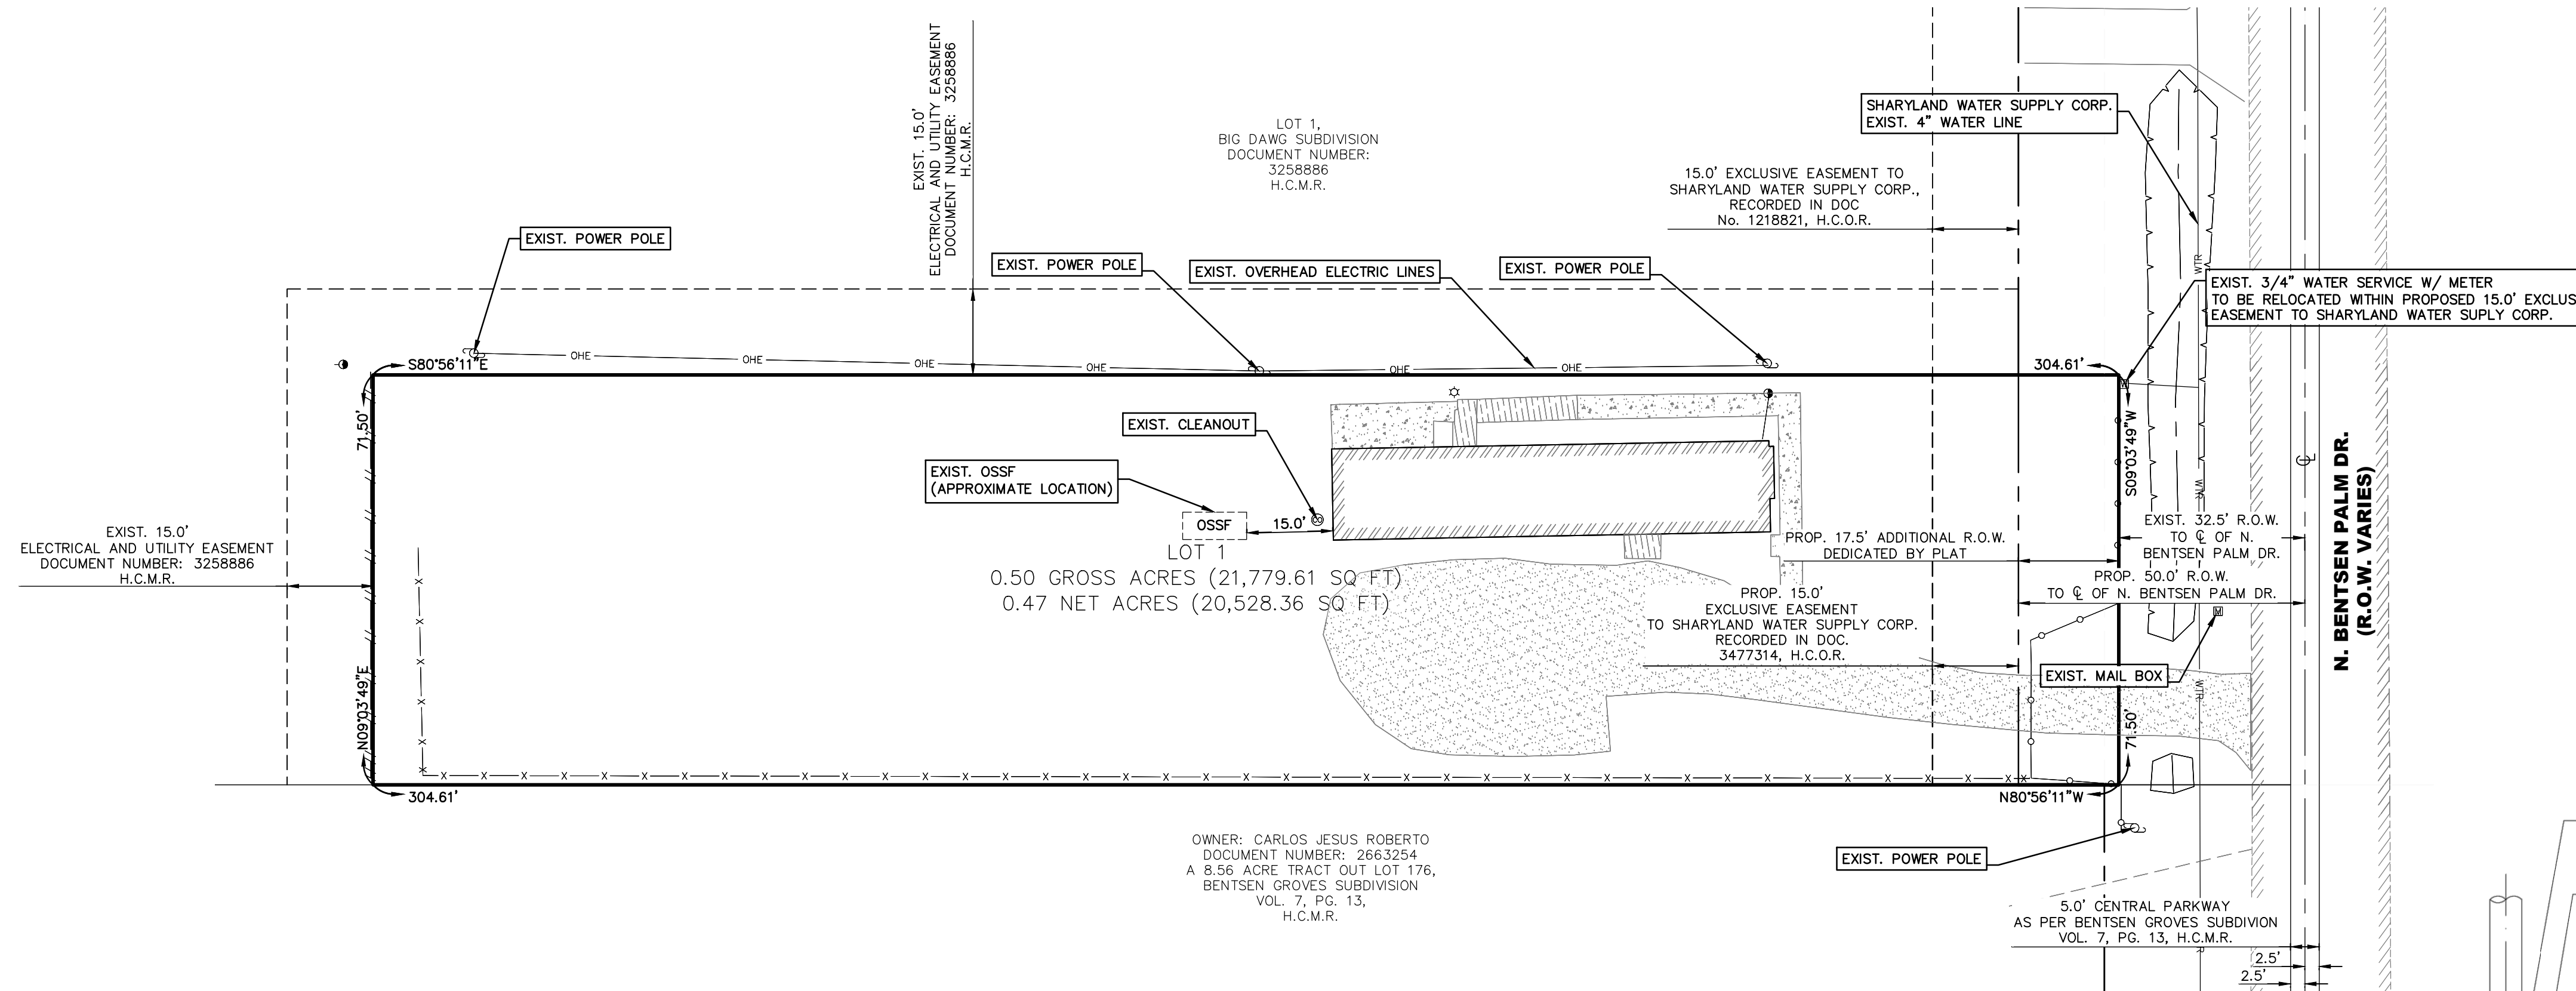 EXIST. 15.0'
ELECTRICAL AND UTILITY EASEMENT
DOCUMENT NUMBER: 3258886
H.C.M.R.
LOT 1,
BIG DAWG SUBDIVISION
DOCUMENT NUMBER:
3258886
H.C.M.R.
SHARYLAND WATER SUPPLY CORP.
EXIST. 4" WATER LINE
15.0' EXCLUSIVE EASEMENT TO
SHARYLAND WATER SUPPLY CORP.,
RECORDED IN DOC
No. 1218821, H.C.O.R.
EXIST. POWER POLE
EXIST. POWER POLE
EXIST. OVERHEAD ELECTRIC LINES
EXIST. POWER POLE
WTR
EXIST. 3/4" WATER SERVICE W/ METER
TO BE RELOCATED WITHIN PROPOSED 15.0' EXCLUS
EASEMENT TO SHARYLAND WATER SUPLY CORP.
OHE
OHE
OHE
OHE
OHE
OHE
S80°56'11"E
304.61'
71.50'
S09°03'49"W
EXIST. CLEANOUT
EXIST. OSSF
(APPROXIMATE LOCATION)
OSSF
15.0'
WTR
N. BENTSEN PALM DR.
(R.O.W. VARIES)
EXIST. 15.0'
ELECTRICAL AND UTILITY EASEMENT
DOCUMENT NUMBER: 3258886
H.C.M.R.
LOT 1
0.50 GROSS ACRES (21,779.61 SQ FT)
0.47 NET ACRES (20,528.36 SQ FT)
PROP. 17.5' ADDITIONAL R.O.W.
DEDICATED BY PLAT
EXIST. 32.5' R.O.W.
TO ℄ OF N.
BENTSEN PALM DR.
PROP. 50.0' R.O.W.
TO ℄ OF N. BENTSEN PALM DR.
M
PROP. 15.0'
EXCLUSIVE EASEMENT
TO SHARYLAND WATER SUPPLY CORP.
RECORDED IN DOC.
3477314, H.C.O.R.
EXIST. MAIL BOX
WTR
N09°03'49"E
71.50'
304.61'
N80°56'11"W
OWNER: CARLOS JESUS ROBERTO
DOCUMENT NUMBER: 2663254
A 8.56 ACRE TRACT OUT LOT 176,
BENTSEN GROVES SUBDIVISION
VOL. 7, PG. 13,
H.C.M.R.
EXIST. POWER POLE
5.0' CENTRAL PARKWAY
AS PER BENTSEN GROVES SUBDIVION
VOL. 7, PG. 13, H.C.M.R.
2.5'
2.5'